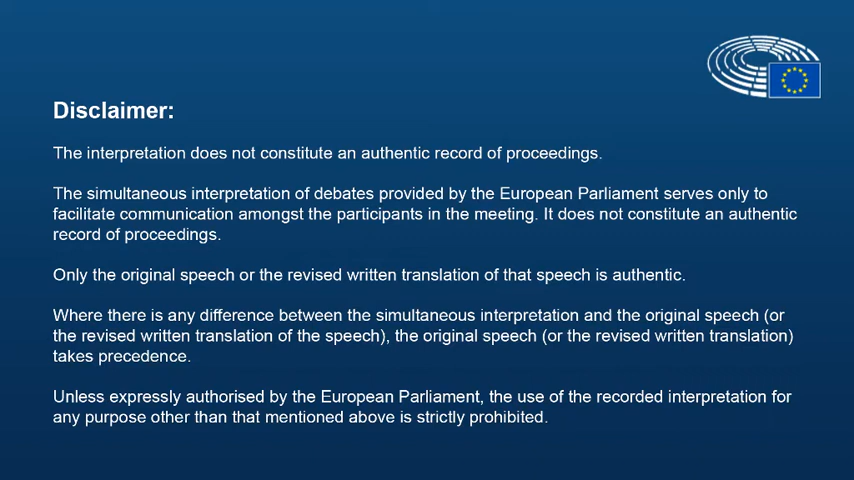 Disclaimer:
The interpretation does not constitute an authentic record of proceedings.
The simultaneous interpretation of debates provided by the European Parliament serves only to
facilitate communication amongst the participants in the meeting. It does not constitute an authentic
record of proceedings.
Only the original speech or the revised written translation of that speech is authentic.
Where there is any difference between the simultaneous interpretation and the original speech (or
the revised written translation of the speech), the original speech (or the revised written translation)
takes precedence.
Unless expressly authorised by the European Parliament, the use of the recorded interpretation for
any purpose other than that mentioned above is strictly prohibited.